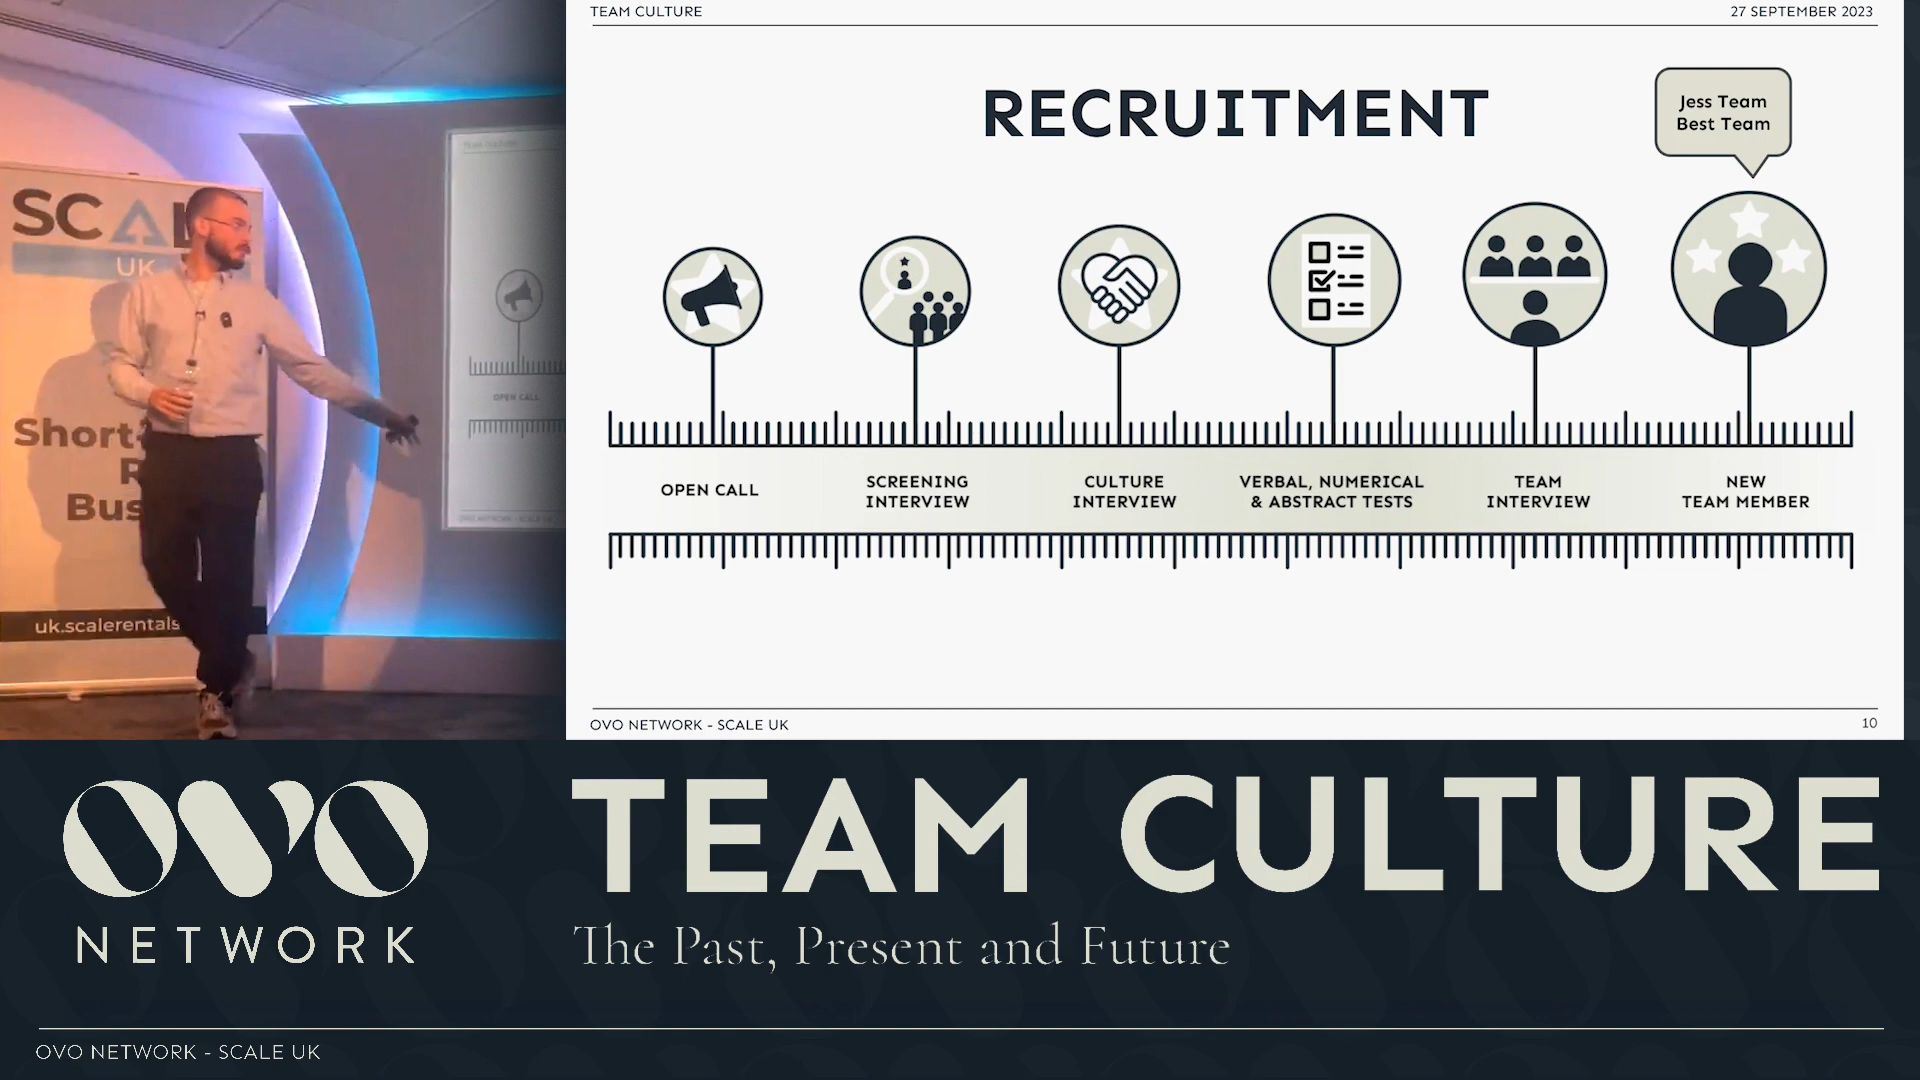 TEAM CULTURE
27 SEPTEMBER 2023
RECRUITMENT
Jess Team
Best Team
OPEN CALL
SCREENING
INTERVIEW
CULTURE
INTERVIEW
VERBAL, NUMERICAL
& ABSTRACT TESTS
TEAM
INTERVIEW
NEW
TEAM MEMBER
OVO NETWORK - SCALE UK
10
UK
Short-
uk.scalerentals
OPEN CALL
OVO
NETWORK
TEAM CULTURE
The Past, Present and Future
OVO NETWORK - SCALE UK